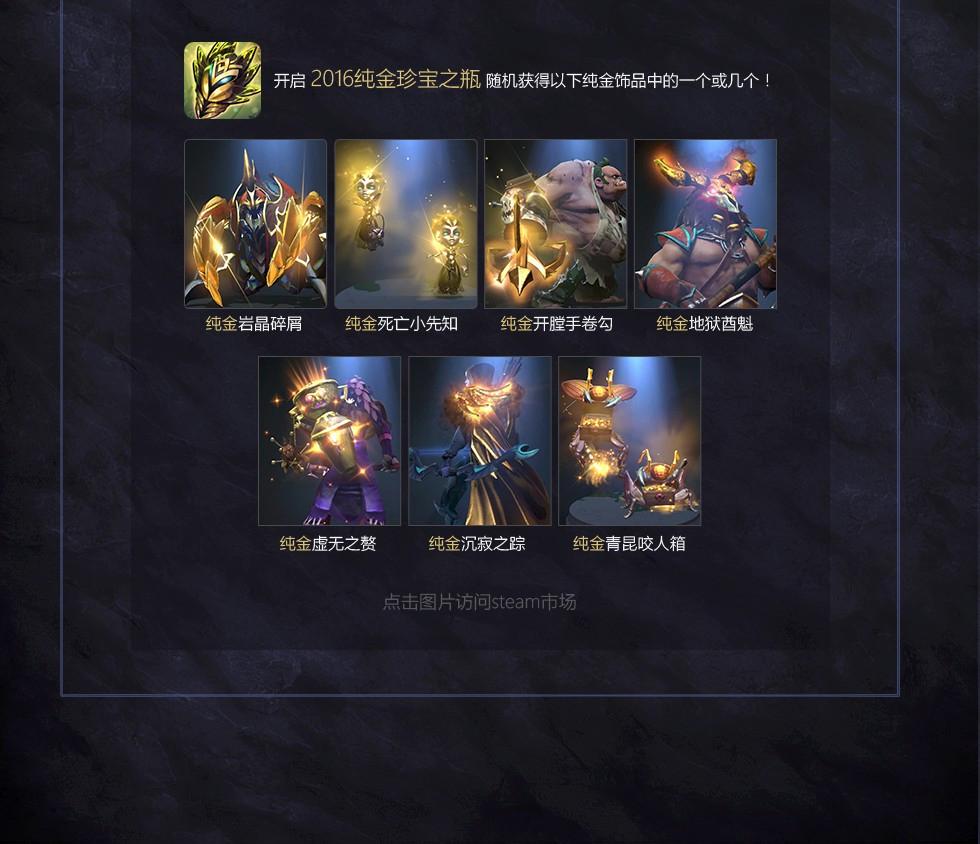 开启 2016纯金珍宝之瓶 随机获得以下纯金饰品中的一个或几个！
纯金岩晶碎屑
纯金死亡小先知
纯金开膛手卷勾
纯金地狱酋魁
纯金虚无之赘
纯金沉寂之踪
纯金青昆咬人箱
点击图片访问steam市场